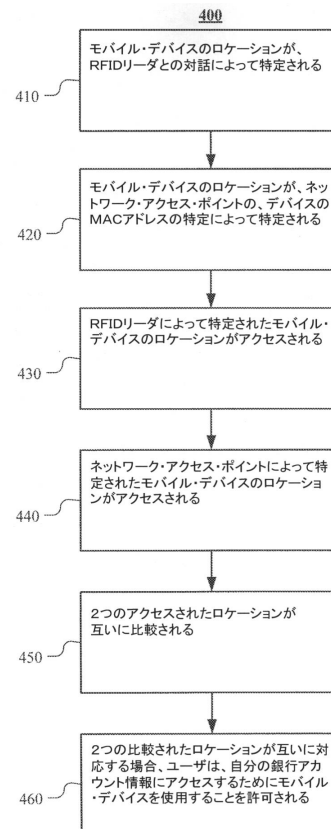 400
410
モバイル・デバイスのロケーションが、
RFIDリーダとの対話によって特定される
420
モバイル・デバイスのロケーションが、ネッ
トワーク・アクセス・ポイントの、デバイスの
MACアドレスの特定によって特定される
430
RFIDリーダによって特定されたモバイル・
デバイスのロケーションがアクセスされる
440
ネットワーク・アクセス・ポイントによって特
定されたモバイル・デバイスのロケーショ
ンがアクセスされる
450
2つのアクセスされたロケーションが
互いに比較される
460
2つの比較されたロケーションが互いに対
応する場合、ユーザは、自分の銀行アカ
ウント情報にアクセスするためにモバイル
・デバイスを使用することを許可される